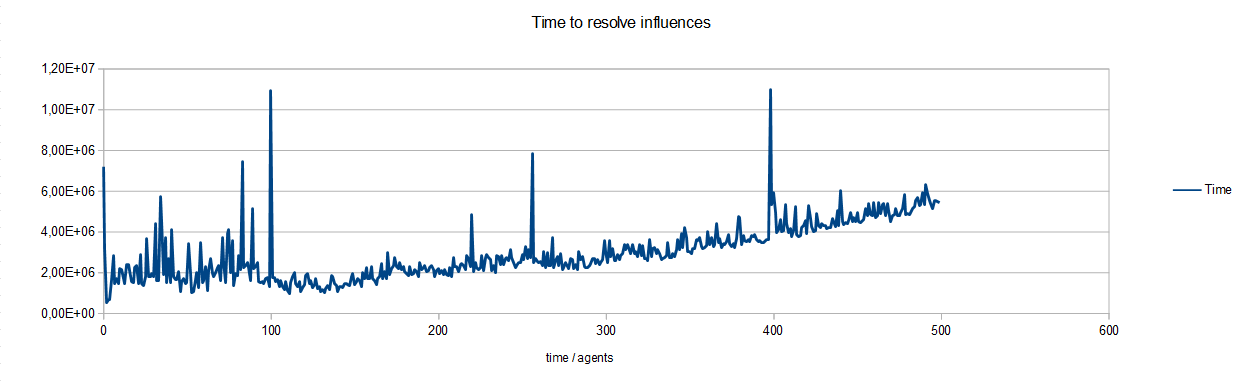 Time to resolve influences
1,20E+07
1,00E+07
8,00E+06
6,00E+06
4,00E+06
2,00E+06
0,00E+00
0 100 200 300 400 500 600
time / agents
Time